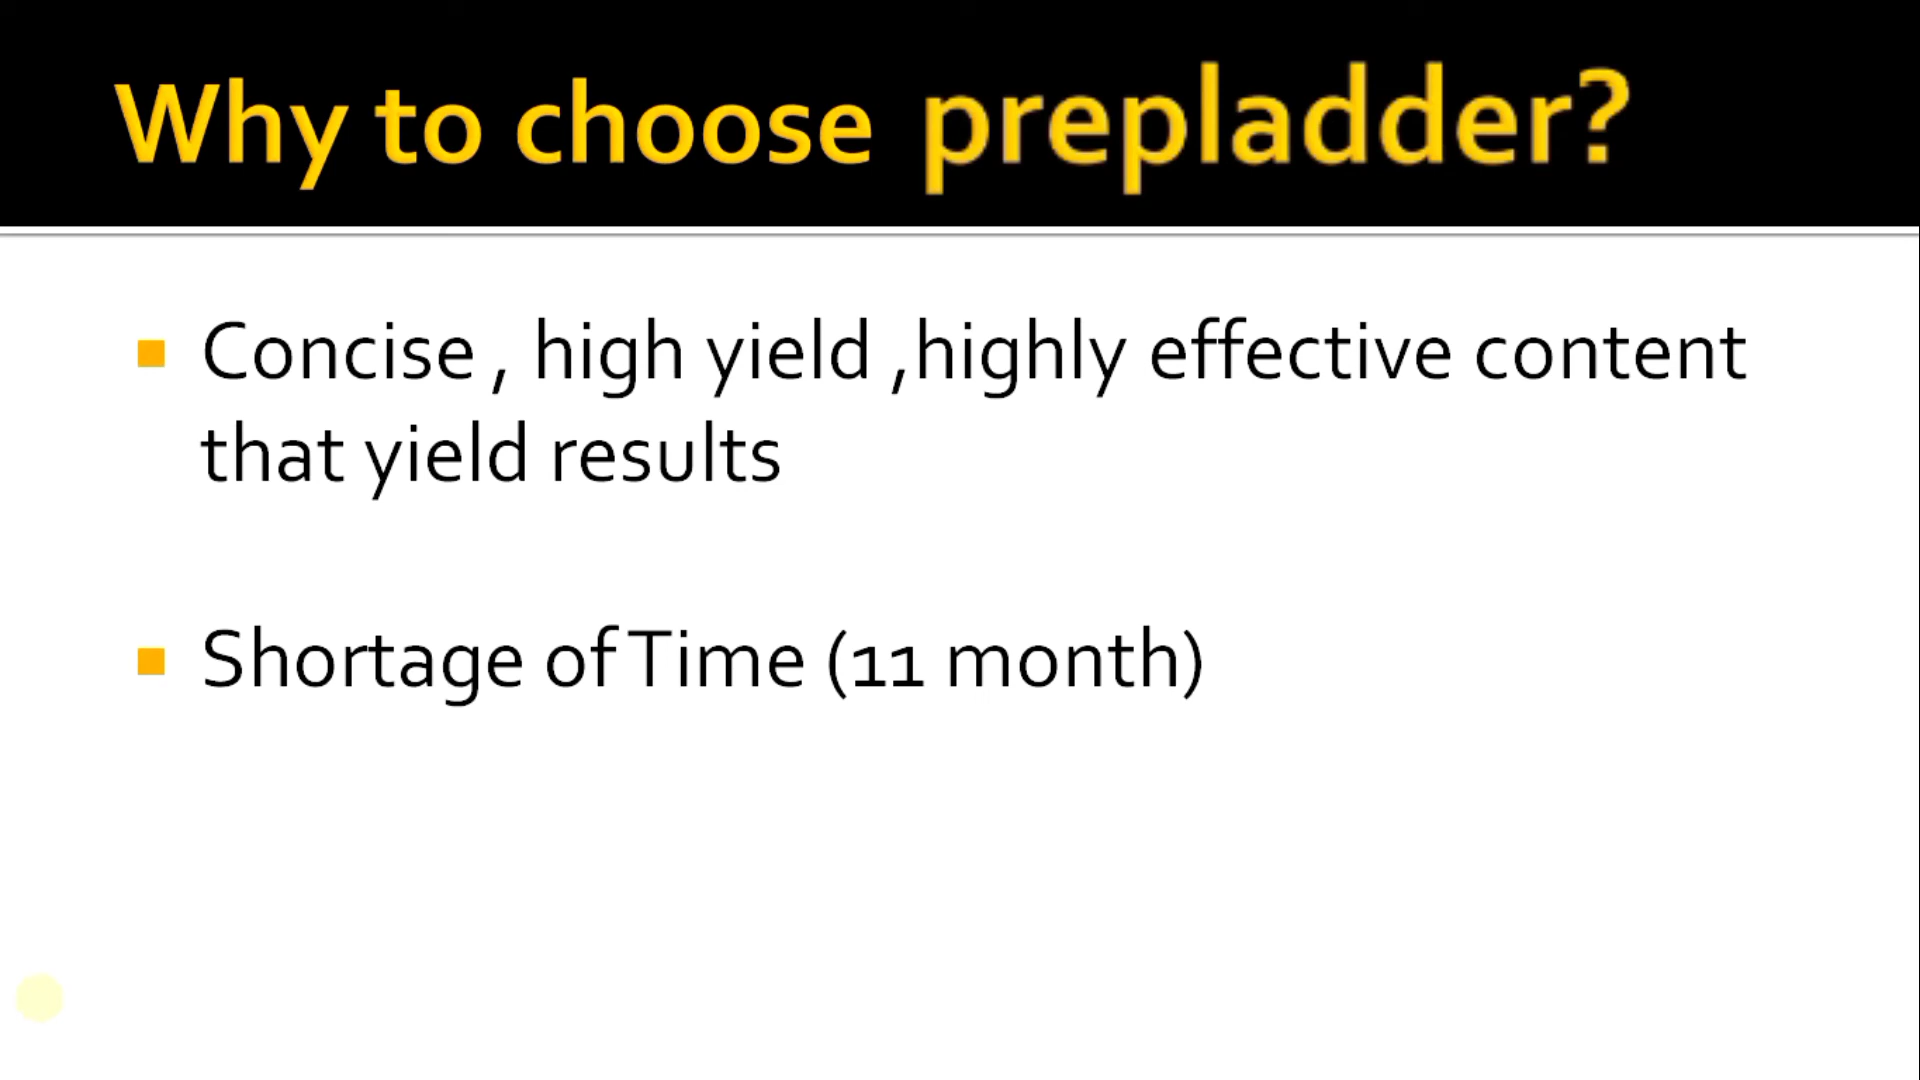 Why to choose prepladder?
Concise , high yield ,highly effective content
that yield results
Shortage of Time (11 month)